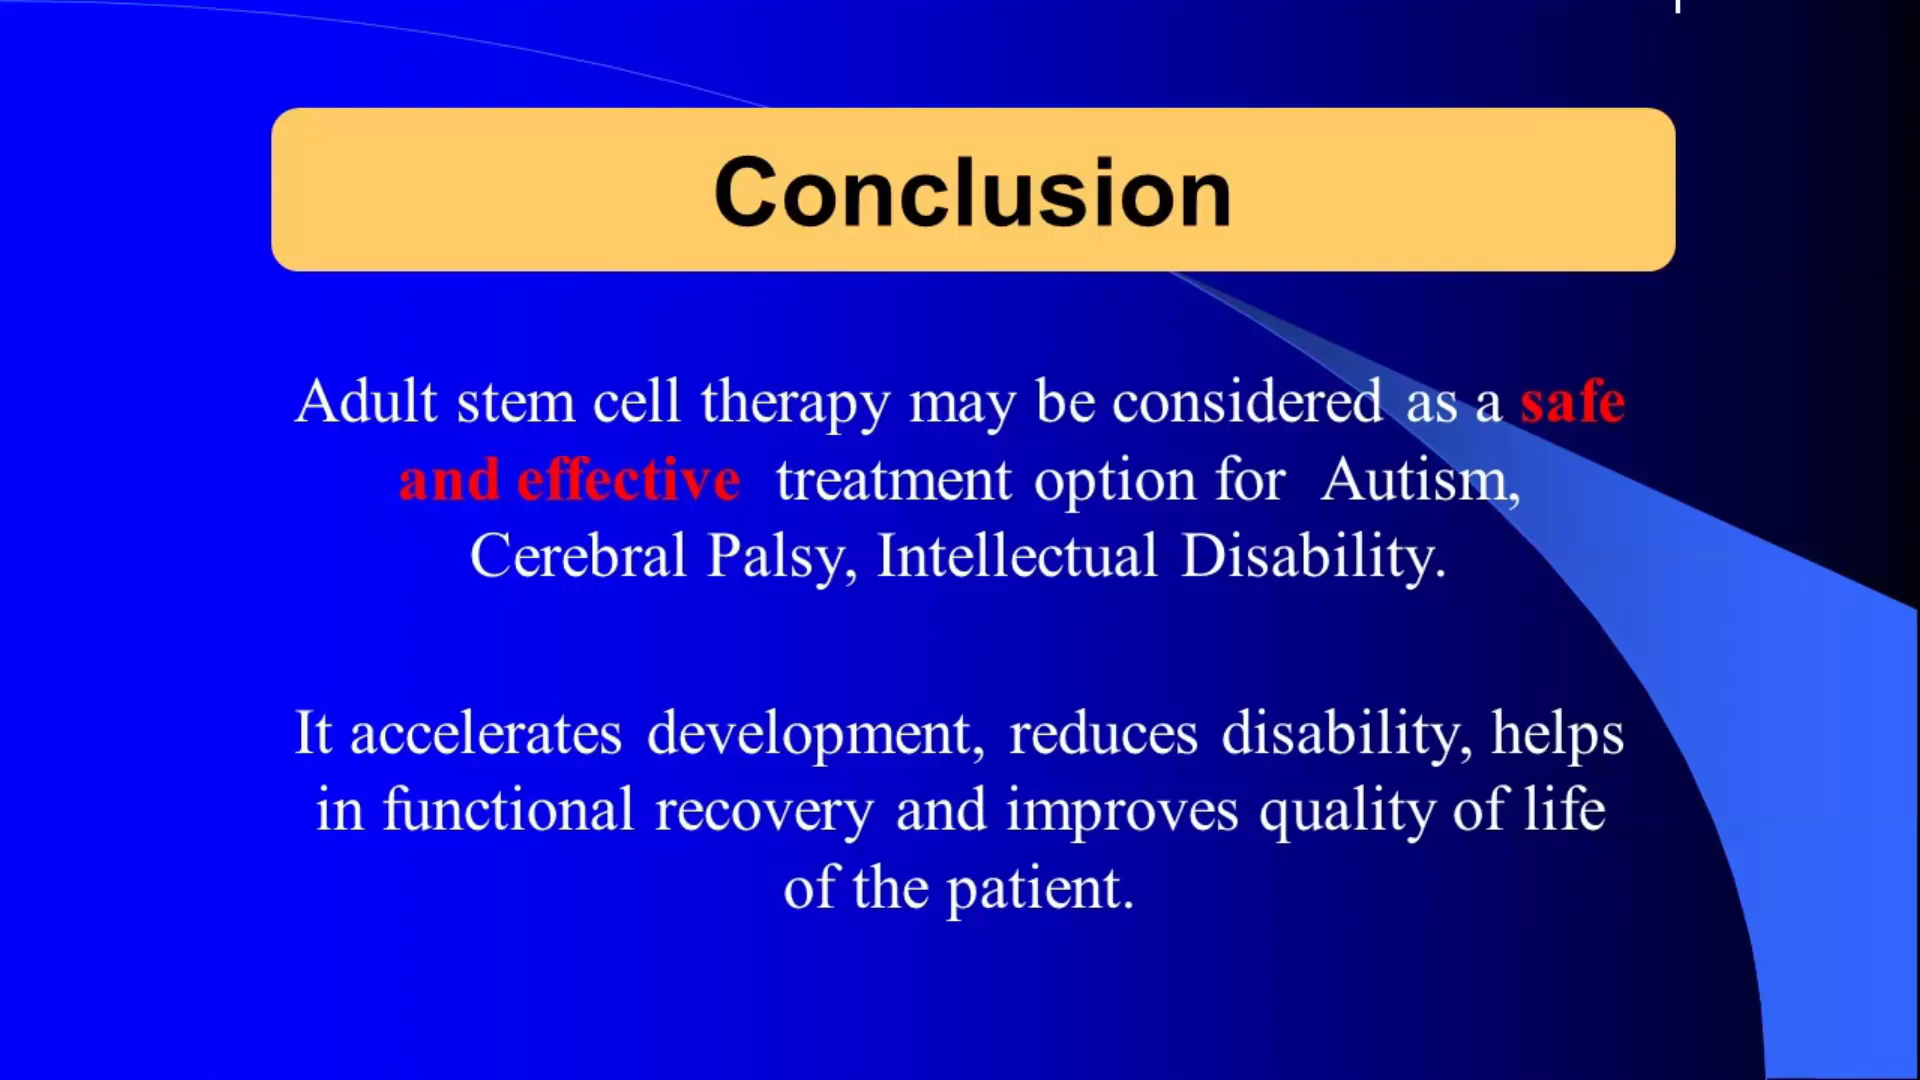 Conclusion
Adult stem cell therapy may be considered as a safe
and effective treatment option for Autism,
Cerebral Palsy, Intellectual Disability.
It accelerates development, reduces disability, helps
in functional recovery and improves quality of life
of the patient.